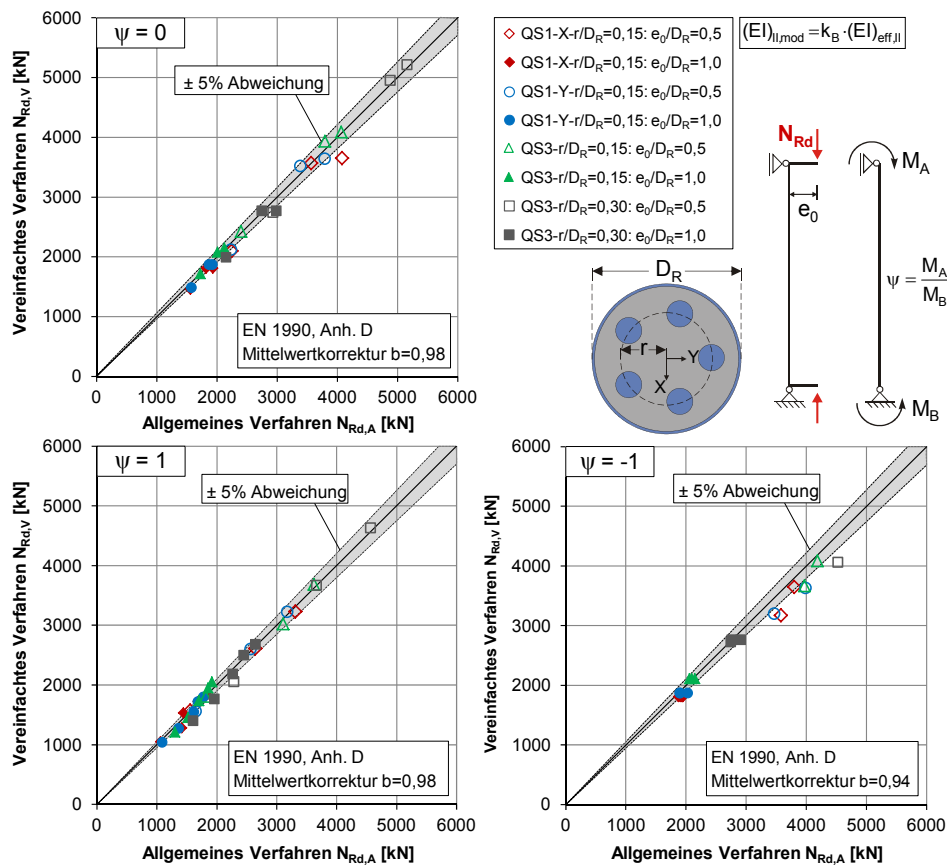 ψ = 0
± 5% Abweichung
EN 1990, Anh. D
Mittelwertkorrektur b=0,98
Vereinfachtes Verfahren N_Rd,V [kN]
6000
5000
4000
3000
2000
1000
0
0 1000 2000 3000 4000 5000 6000
Allgemeines Verfahren N_Rd,A [kN]
QS1-X-r/D_R=0,15: e_0/D_R=0,5
QS1-X-r/D_R=0,15: e_0/D_R=1,0
QS1-Y-r/D_R=0,15: e_0/D_R=0,5
QS1-Y-r/D_R=0,15: e_0/D_R=1,0
QS3-r/D_R=0,15: e_0/D_R=0,5
QS3-r/D_R=0,15: e_0/D_R=1,0
QS3-r/D_R=0,30: e_0/D_R=0,5
QS3-r/D_R=0,30: e_0/D_R=1,0
(EI)_II,mod=k_B·(EI)_eff,II
N_Rd
e_0
M_A
ψ = M_A/M_B
M_B
D_R
r
Y
X
ψ = 1
± 5% Abweichung
EN 1990, Anh. D
Mittelwertkorrektur b=0,98
Vereinfachtes Verfahren N_Rd,V [kN]
6000
5000
4000
3000
2000
1000
0
0 1000 2000 3000 4000 5000 6000
Allgemeines Verfahren N_Rd,A [kN]
ψ = -1
± 5% Abweichung
EN 1990, Anh. D
Mittelwertkorrektur b=0,94
Vereinfachtes Verfahren N_Rd,V [kN]
6000
5000
4000
3000
2000
1000
0
0 1000 2000 3000 4000 5000 6000
Allgemeines Verfahren N_Rd,A [kN]